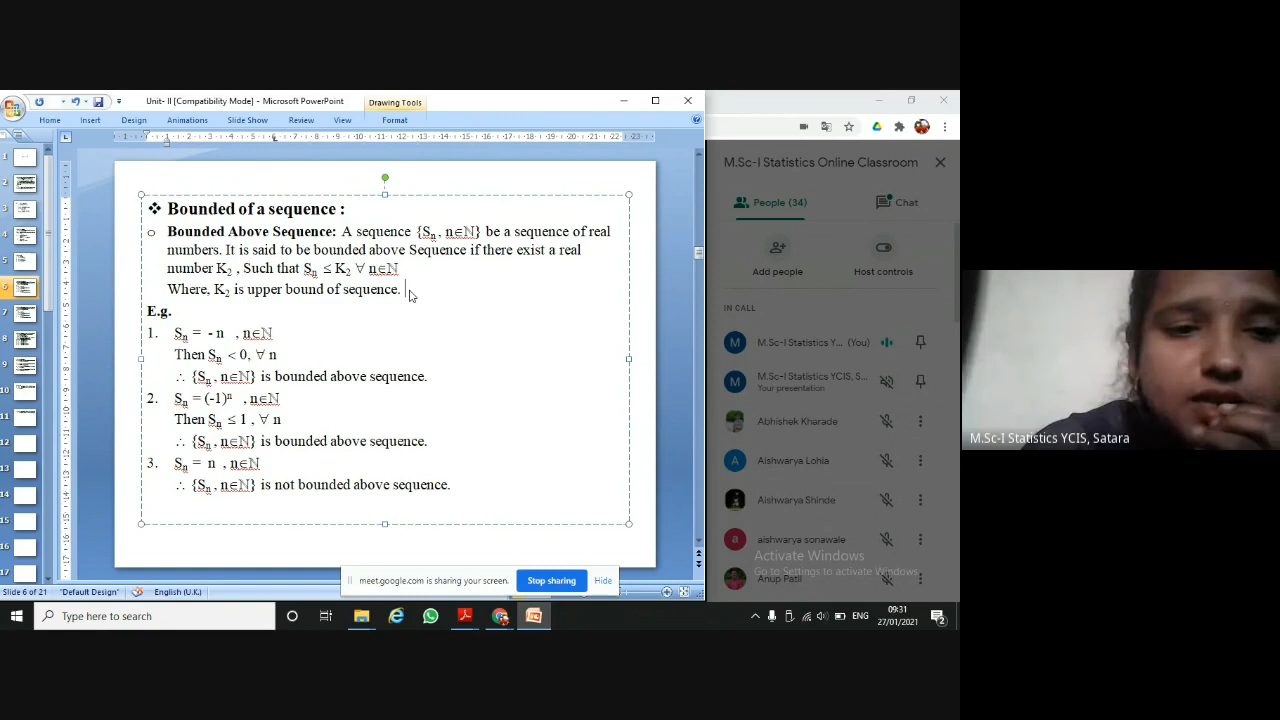 Unit- II [Compatibility Mode] - Microsoft PowerPoint
Drawing Tools
Home Insert Design Animations Slide Show Review View Format
❖ Bounded of a sequence :
o Bounded Above Sequence: A sequence {Sn , n∈ℕ} be a sequence of real
numbers. It is said to be bounded above Sequence if there exist a real
number K2 , Such that Sn ≤ K2 ∀ n∈ℕ
Where, K2 is upper bound of sequence.
E.g.
1. Sn = - n , n∈ℕ
Then Sn < 0, ∀ n
∴ {Sn , n∈ℕ} is bounded above sequence.
2. Sn = (-1)ⁿ , n∈ℕ
Then Sn ≤ 1 , ∀ n
∴ {Sn , n∈ℕ} is bounded above sequence.
3. Sn = n , n∈ℕ
∴ {Sn , n∈ℕ} is not bounded above sequence.
meet.google.com is sharing your screen. Stop sharing Hide
Slide 6 of 21 "Default Design" English (U.K.)
Type here to search
ENG
09:31
27/01/2021
M.Sc-I Statistics Online Classroom
People (34) Chat
Add people Host controls
IN CALL
M M.Sc-I Statistics Y... (You)
M M.Sc-I Statistics YCIS, S...
Your presentation
Abhishek Kharade
A Aishwarya Lohla
Aishwarya Shinde
a aishwarya sonawale
Anup Patil
Activate Windows
Go to Settings to activate Windows.
M.Sc-I Statistics YCIS, Satara